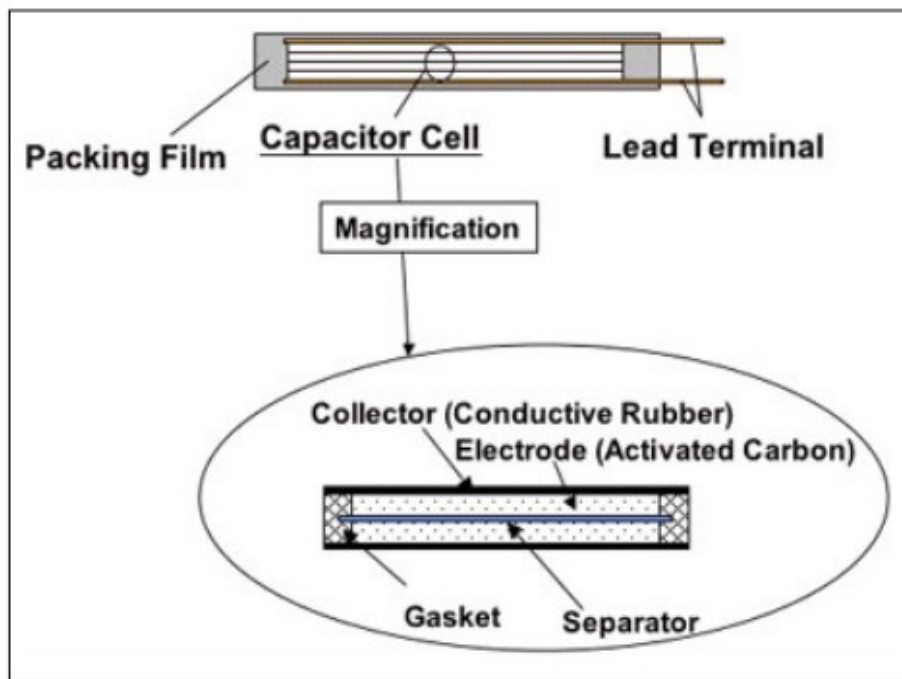 Packing Film
Capacitor Cell
Lead Terminal
Magnification
Collector (Conductive Rubber)
Electrode (Activated Carbon)
Gasket
Separator